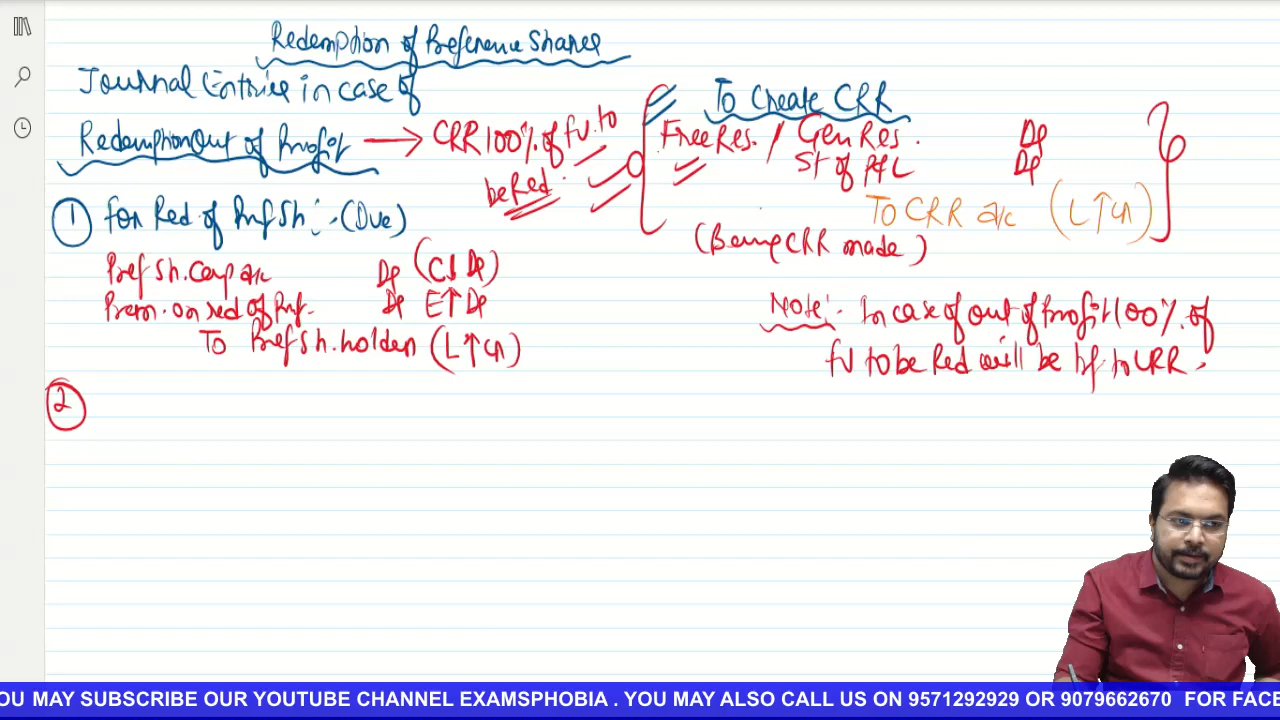 Redemption of Preference Shares
Journal Entries in case of
Redemption Out of Profit → CRR 100% of fv. to
be Red.
To Create CRR
Free Res. / Gen Res. Dr
St of P&L Dr
To CRR a/c (L↑Cr)
(Being CRR made)
① for Red of Pref Sh :- (Due)
Pref Sh. Cap a/c Dr (C↓ Dr)
Prem. on red of Pref. Dr E↑ Dr
To Pref Sh. holders (L↑Cr)
Note:- In case of out of Profit 100% of
fv to be Red will be tf to CRR.
②
OU MAY SUBSCRIBE OUR YOUTUBE CHANNEL EXAMSPHOBIA . YOU MAY ALSO CALL US ON 9571292929 OR 9079662670 FOR FACE